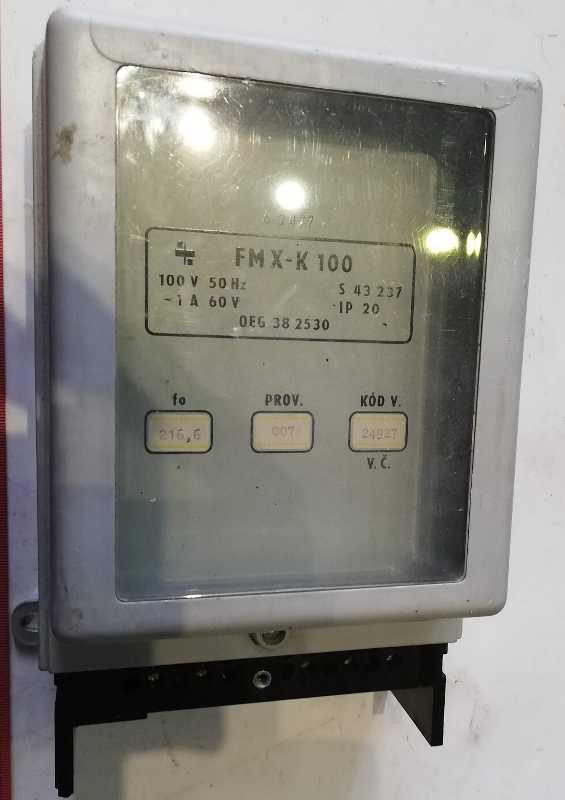 FMX-K 100
100 V 50 Hz
S 43 237
~1 A 60 V
IP 20
OEG 38 2530
fo
PROV.
KÓD V.
216,6
007
24927
V. Č.